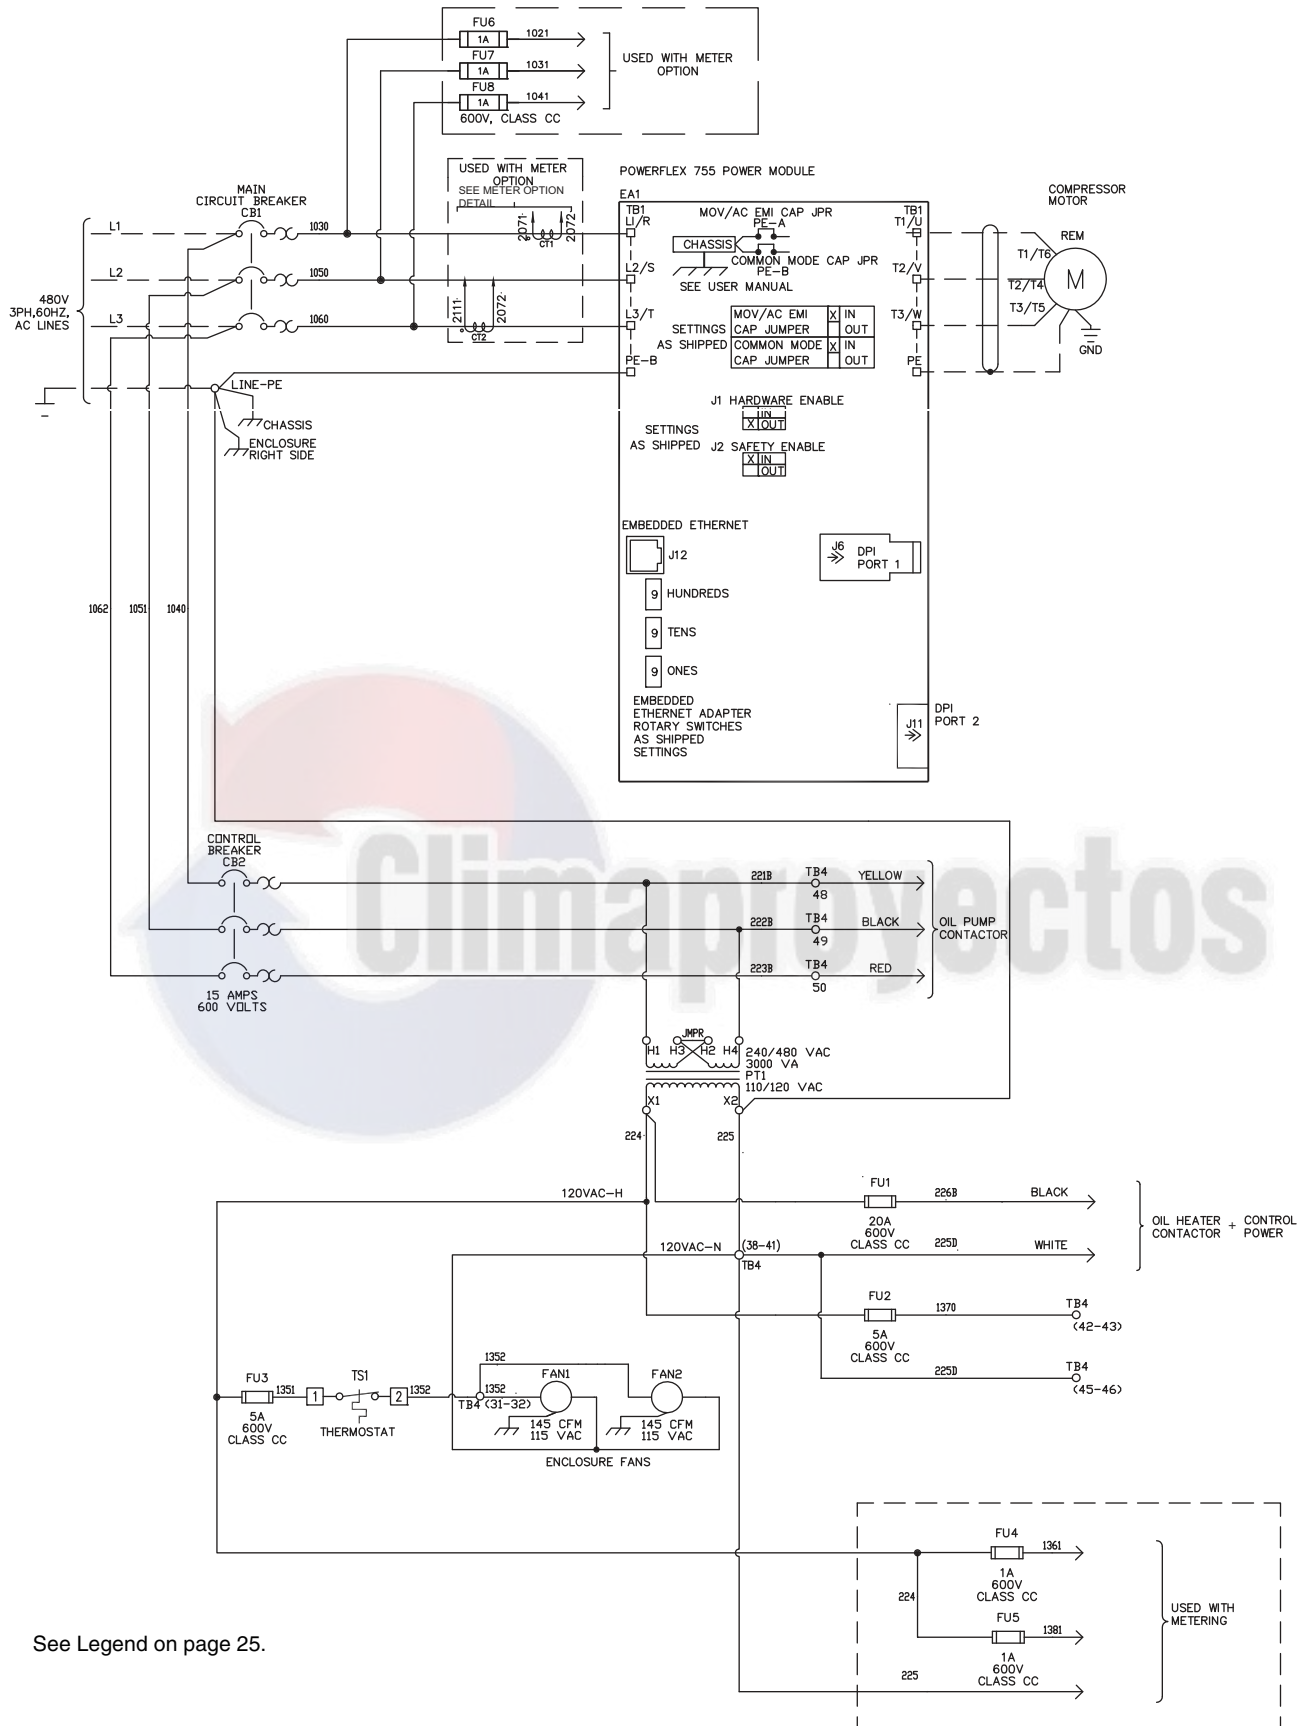 FU6
1A
1021
FU7
1A
1031
FU8
1A
1041
600V, CLASS CC
USED WITH METER
OPTION
USED WITH METER
OPTION
SEE METER OPTION
DETAIL
2071
2072
CT1
2111
2072
CT2
MAIN
CIRCUIT BREAKER
CB1
L1
1030
L2
1050
L3
1060
480V
3PH,60HZ,
AC LINES
LINE-PE
CHASSIS
ENCLOSURE
RIGHT SIDE
POWERFLEX 755 POWER MODULE
EA1
TB1
L1/R
L2/S
L3/T
PE-B
MOV/AC EMI CAP JPR
PE-A
CHASSIS
COMMON MODE CAP JPR
PE-B
SEE USER MANUAL
SETTINGS
AS SHIPPED
MOV/AC EMI
CAP JUMPER
X IN
OUT
COMMON MODE
CAP JUMPER
X IN
OUT
TB1
T1/U
T2/V
T3/W
PE
J1 HARDWARE ENABLE
IN
X OUT
SETTINGS
AS SHIPPED
J2 SAFETY ENABLE
X IN
OUT
COMPRESSOR
MOTOR
REM
M
T1/T6
T2/T4
T3/T5
GND
EMBEDDED ETHERNET
J12
9 HUNDREDS
9 TENS
9 ONES
EMBEDDED
ETHERNET ADAPTER
ROTARY SWITCHES
AS SHIPPED
SETTINGS
J6
DPI
PORT 1
J11
DPI
PORT 2
1062
1051
1040
CONTROL
BREAKER
CB2
15 AMPS
600 VOLTS
221B
TB4
48
YELLOW
222B
TB4
49
BLACK
223B
TB4
50
RED
OIL PUMP
CONTACTOR
Climaproyectos
JMPR
H1 H3 H2 H4
240/480 VAC
3000 VA
PT1
110/120 VAC
X1
X2
224
225
120VAC-H
FU1
20A
600V
CLASS CC
226B
BLACK
120VAC-N
(38-41)
TB4
225D
WHITE
OIL HEATER + CONTROL
CONTACTOR POWER
FU2
5A
600V
CLASS CC
1370
TB4
(42-43)
225D
TB4
(45-46)
FU3
5A
600V
CLASS CC
1351
1
TS1
2
THERMOSTAT
1352
1352
1352
TB4 (31-32)
FAN1
145 CFM
115 VAC
FAN2
145 CFM
115 VAC
ENCLOSURE FANS
FU4
1A
600V
CLASS CC
1361
224
FU5
1A
600V
CLASS CC
1381
225
USED WITH
METERING
See Legend on page 25.